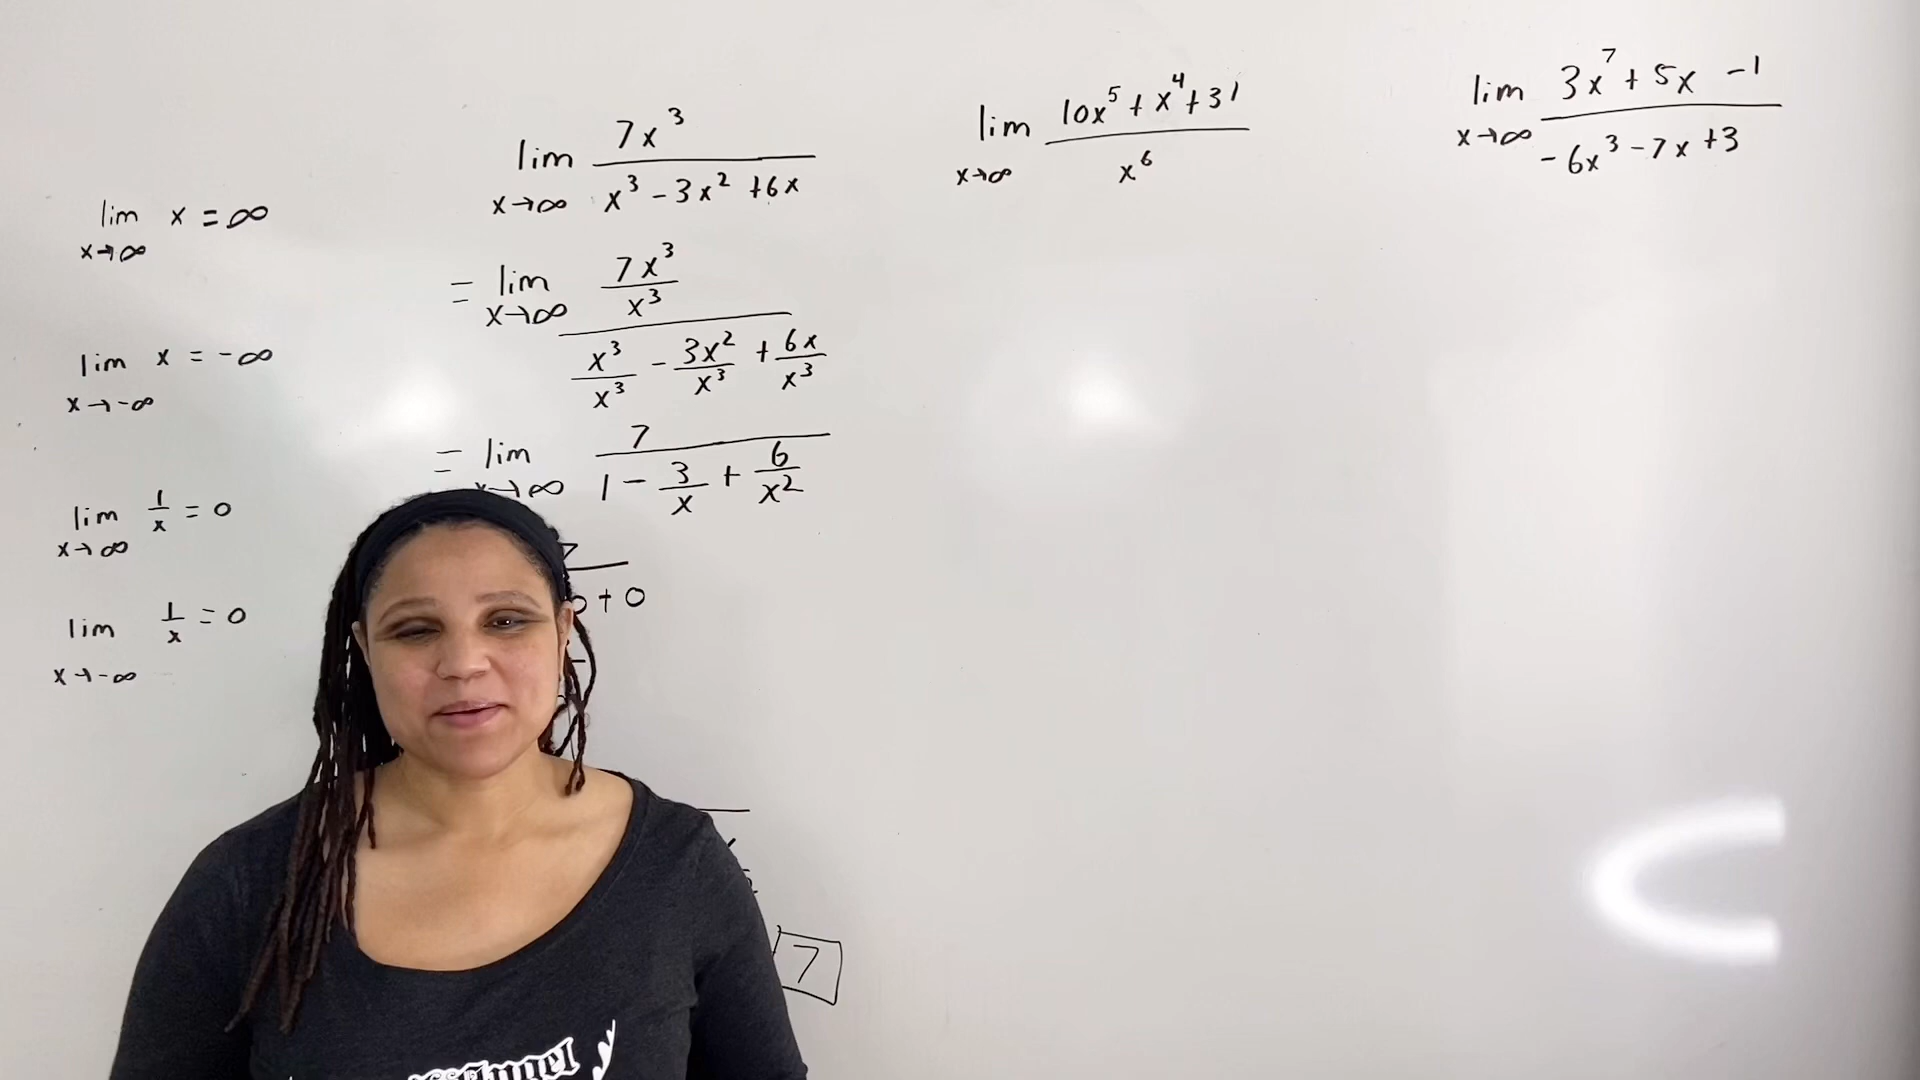 lim x = ∞
x→∞
lim x = -∞
x→-∞
lim 1/x = 0
x→∞
lim 1/x = 0
x→-∞
lim 7x³
x→∞ x³ - 3x² + 6x
= lim 7x³/x³
x→∞ x³/x³ - 3x²/x³ + 6x/x³
= lim 7
x→∞ 1 - 3/x + 6/x²
7
0 + 0
7
lim 10x⁵ + x⁴ + 31
x→∞ x⁶
lim 3x⁷ + 5x - 1
x→∞ -6x³ - 7x + 3